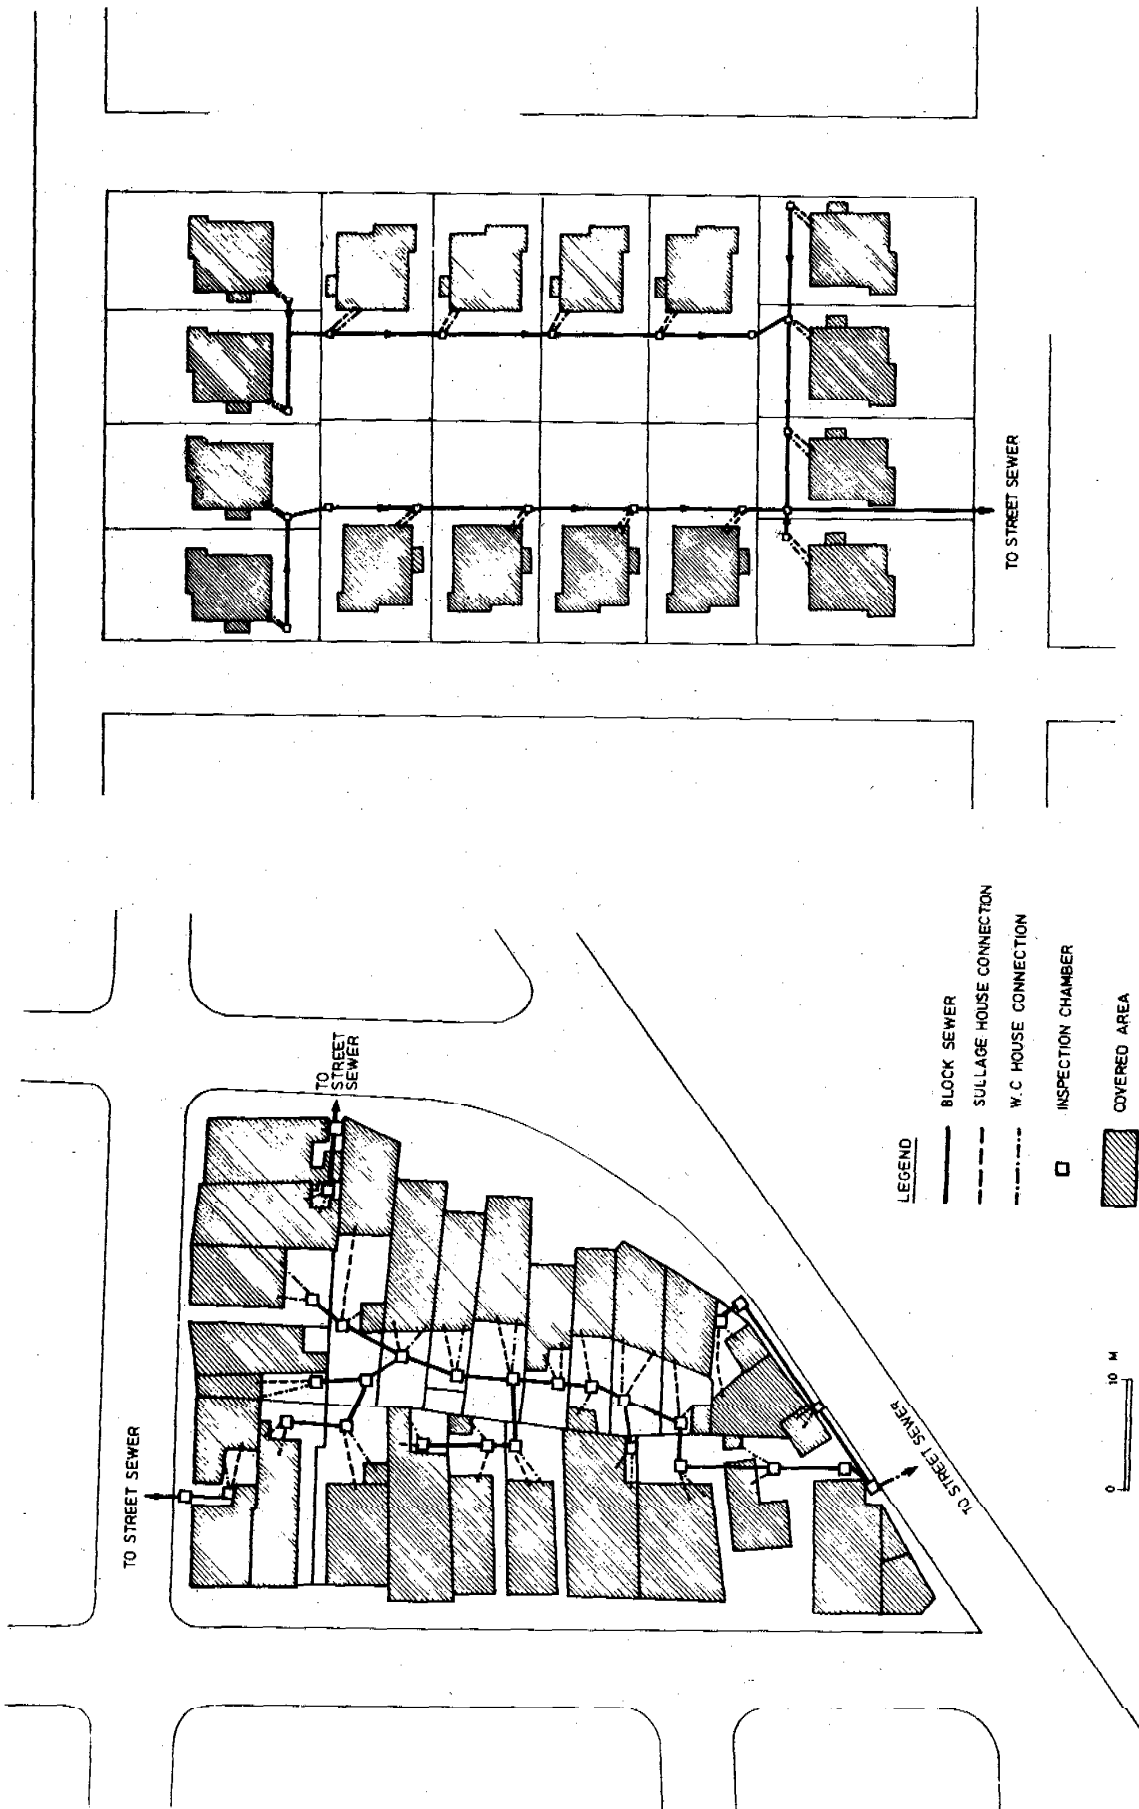 TO STREET SEWER
TO
STREET
SEWER
TO STREET SEWER
TO STREET SEWER
LEGEND
BLOCK SEWER
SULLAGE HOUSE CONNECTION
W.C HOUSE CONNECTION
INSPECTION CHAMBER
COVERED AREA
0 10 M